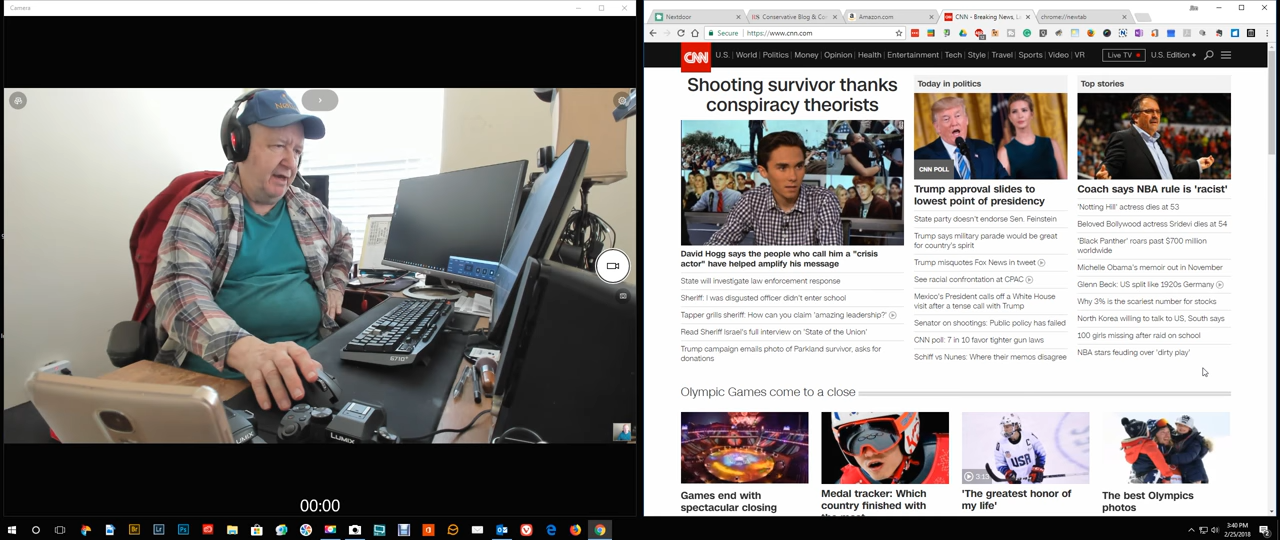 Camera
00:00
G710+
LUMIX
Nextdoor
Conservative Blog & Co
Amazon.com
CNN - Breaking News, L
chrome://newtab
Secure
https://www.cnn.com
CNN
U.S.
World
Politics
Money
Opinion
Health
Entertainment
Tech
Style
Travel
Sports
Video
VR
Live TV
U.S. Edition
Shooting survivor thanks
conspiracy theorists
David Hogg says the people who call him a "crisis
actor" have helped amplify his message
State will investigate law enforcement response
Sheriff: I was disgusted officer didn't enter school
Tapper grills sheriff: How can you claim 'amazing leadership?'
Read Sheriff Israel's full interview on 'State of the Union'
Trump campaign emails photo of Parkland survivor, asks for
donations
Today in politics
CNN POLL
Trump approval slides to
lowest point of presidency
State party doesn't endorse Sen. Feinstein
Trump says military parade would be great
for country's spirit
Trump misquotes Fox News in tweet
See racial confrontation at CPAC
Mexico's President calls off a White House
visit after a tense call with Trump
Senator on shootings: Public policy has failed
CNN poll: 7 in 10 favor tighter gun laws
Schiff vs Nunes: Where their memos disagree
Top stories
Coach says NBA rule is 'racist'
'Notting Hill' actress dies at 53
Beloved Bollywood actress Sridevi dies at 54
'Black Panther' roars past $700 million
worldwide
Michelle Obama's memoir out in November
Glenn Beck: US split like 1920s Germany
Why 3% is the scariest number for stocks
North Korea willing to talk to US, South says
100 girls missing after raid on school
NBA stars feuding over 'dirty play'
Olympic Games come to a close
USA
3:13
Games end with
spectacular closing
Medal tracker: Which
country finished with
'The greatest honor of
my life'
The best Olympics
photos
3:40 PM
2/25/2018